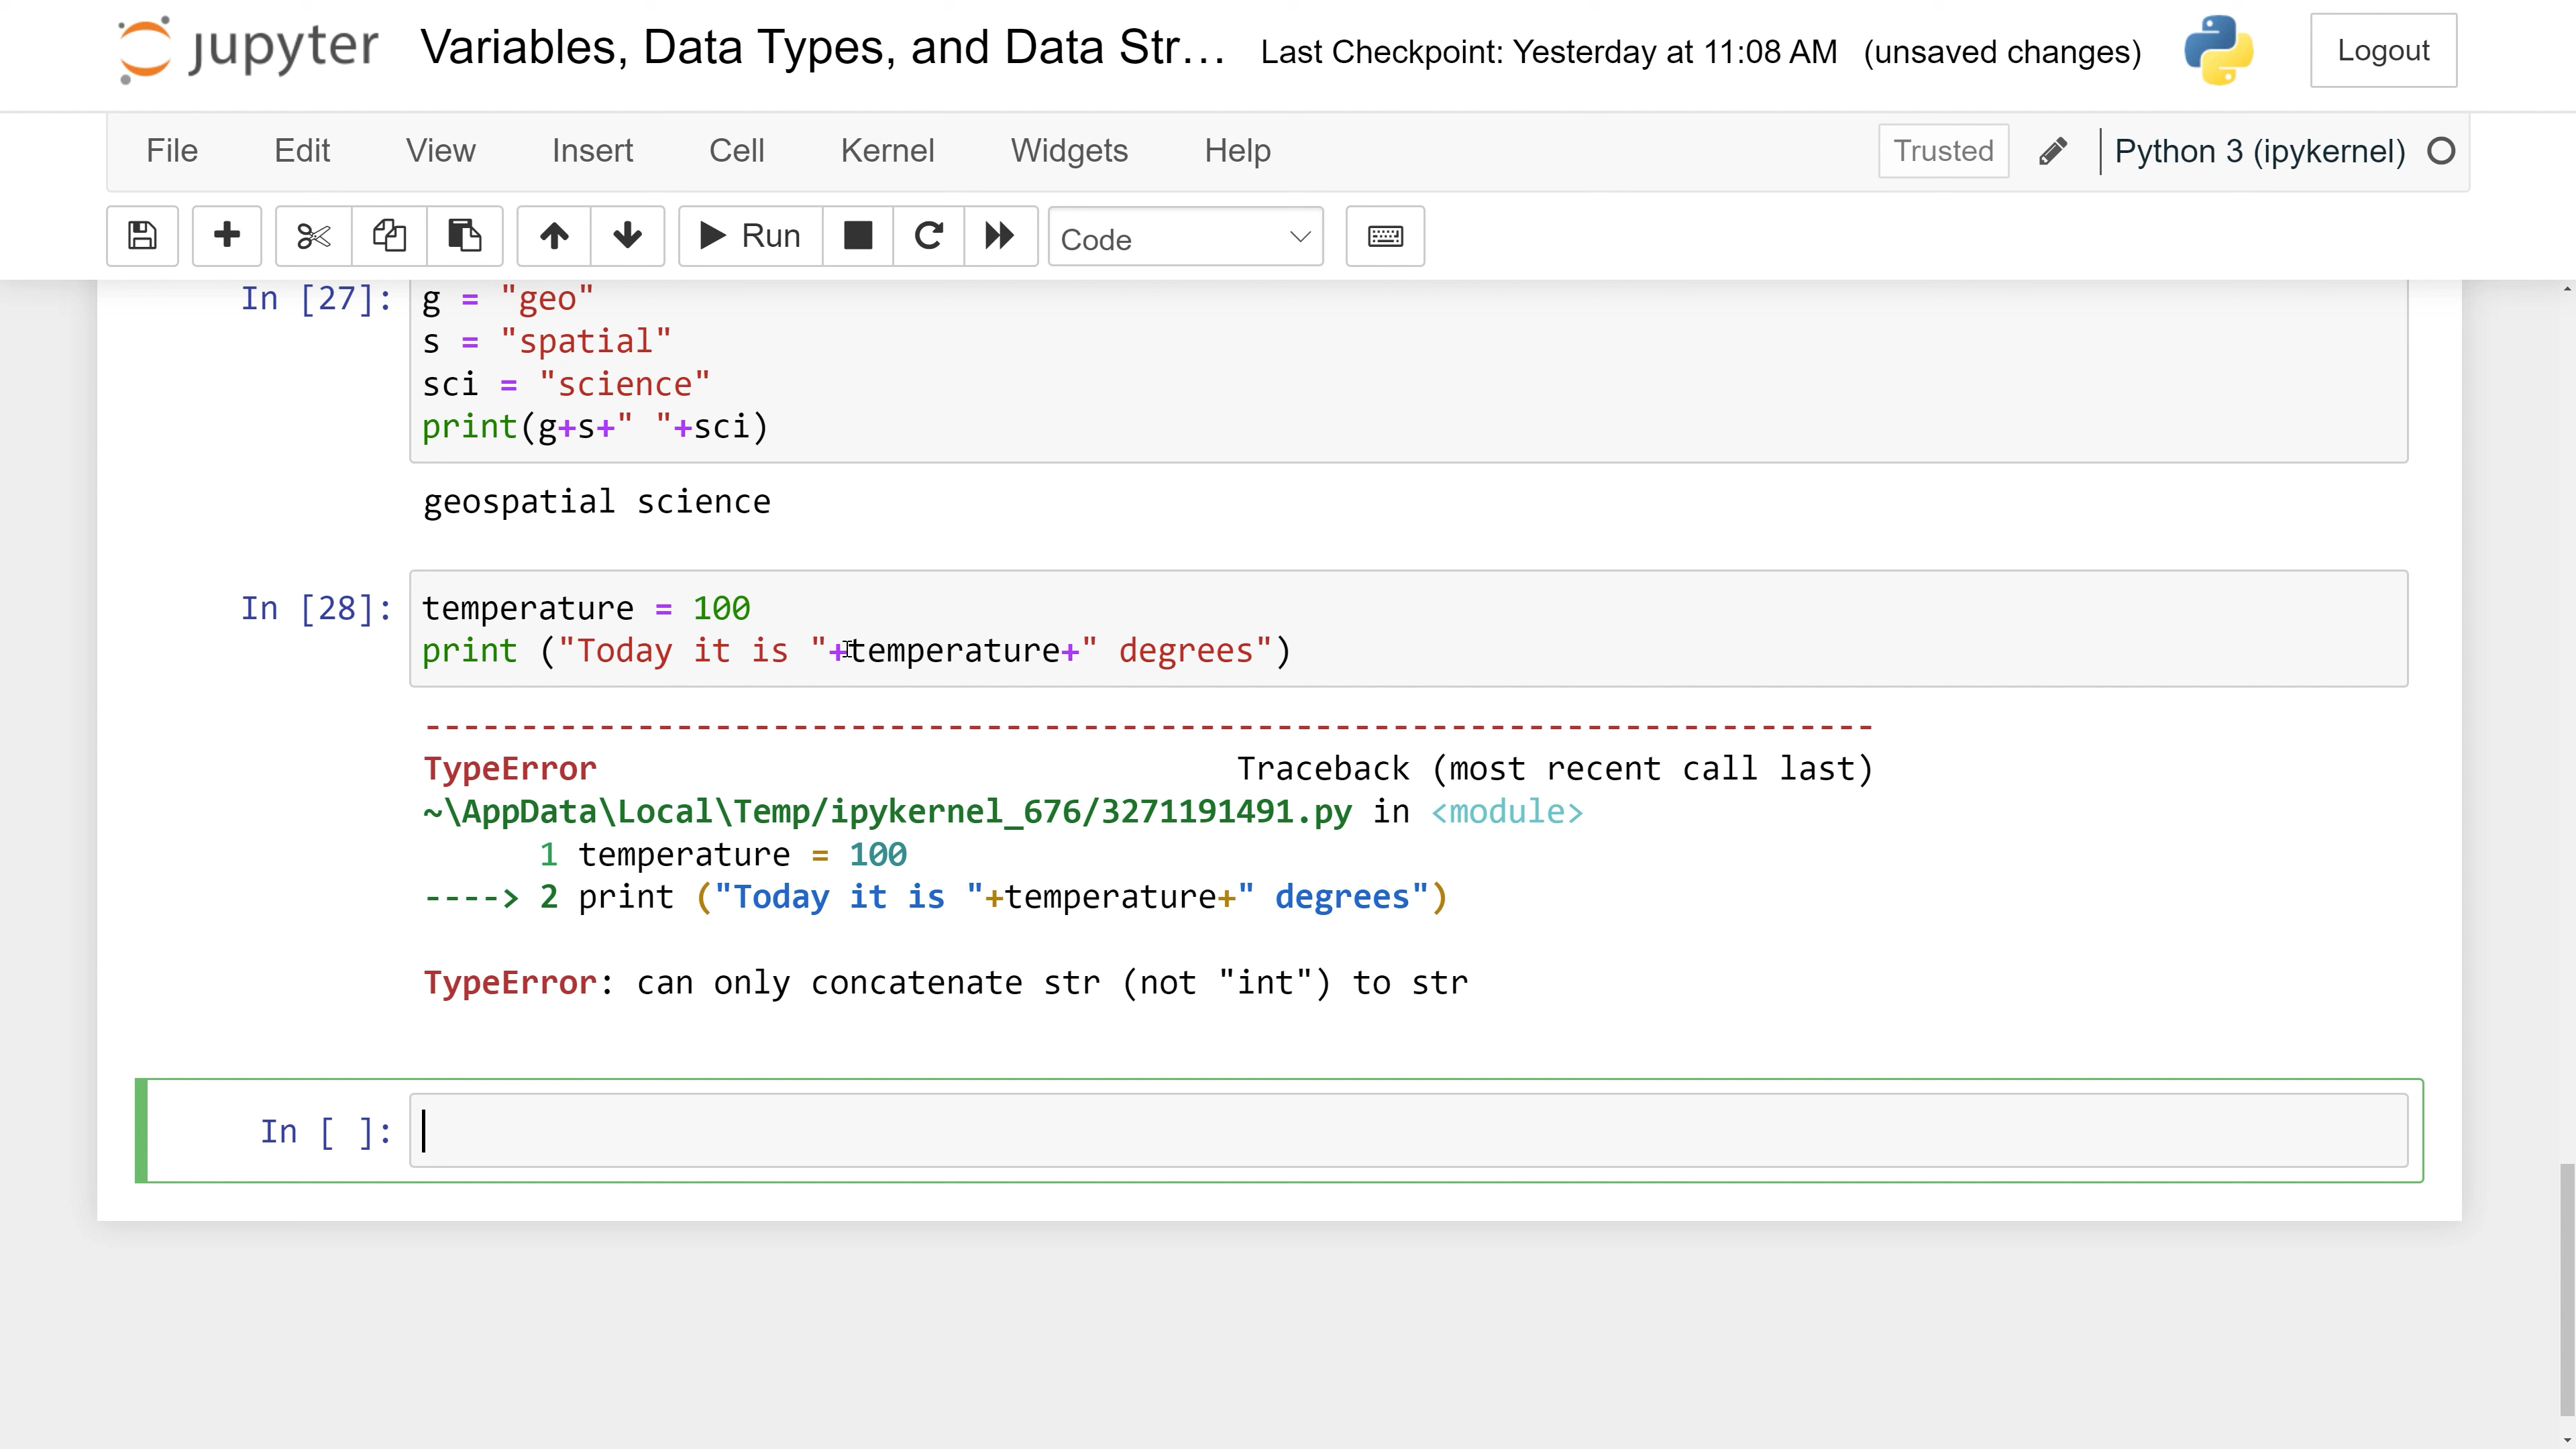 jupyter Variables, Data Types, and Data Str... Last Checkpoint: Yesterday at 11:08 AM (unsaved changes) Logout
File Edit View Insert Cell Kernel Widgets Help Trusted Python 3 (ipykernel)
Run Code
In [27]: g = "geo"
s = "spatial"
sci = "science"
print(g+s+" "+sci)
geospatial science
In [28]: temperature = 100
print ("Today it is "+temperature+" degrees")
---------------------------------------------------------------------------
TypeError Traceback (most recent call last)
~\AppData\Local\Temp/ipykernel_676/3271191491.py in <module>
1 temperature = 100
----> 2 print ("Today it is "+temperature+" degrees")
TypeError: can only concatenate str (not "int") to str
In [ ]: